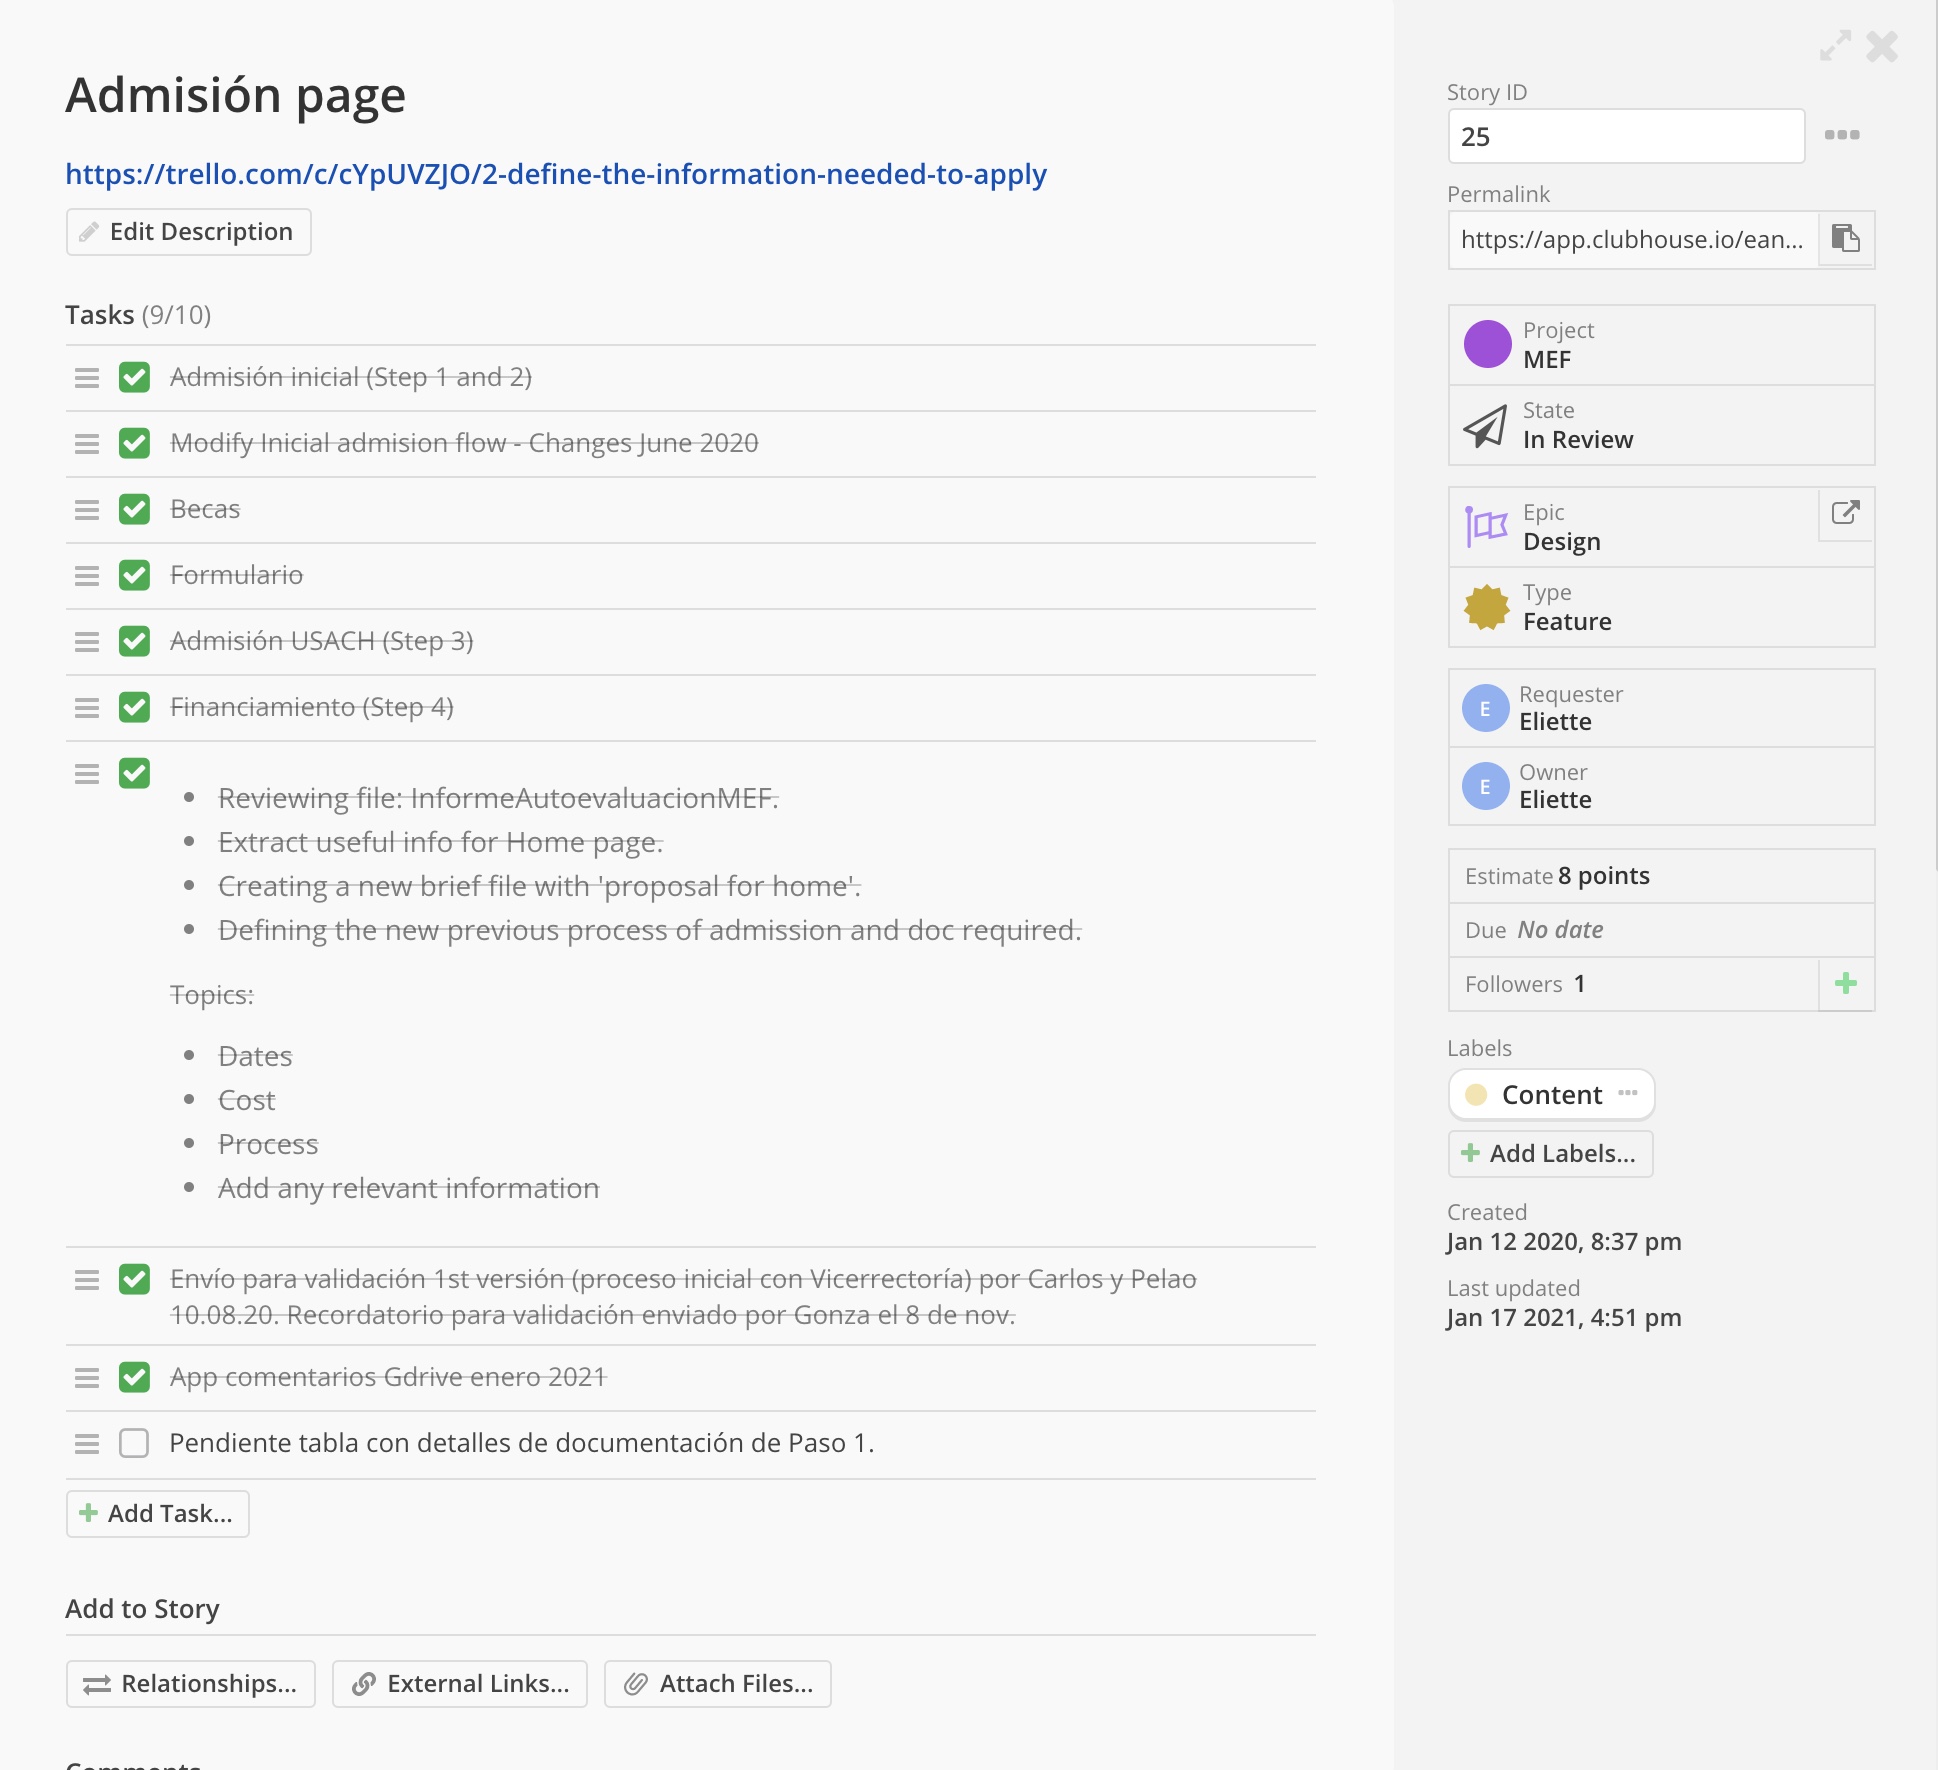 Admisión page
https://trello.com/c/cYpUVZJO/2-define-the-information-needed-to-apply
Edit Description
Tasks (9/10)
Admisión inicial (Step 1 and 2)
Modify Inicial admision flow - Changes June 2020
Becas
Formulario
Admisión USACH (Step 3)
Financiamiento (Step 4)
Reviewing file: InformeAutoevaluacionMEF.
Extract useful info for Home page.
Creating a new brief file with 'proposal for home'.
Defining the new previous process of admission and doc required.
Topics:
Dates
Cost
Process
Add any relevant information
Envío para validación 1st versión (proceso inicial con Vicerrectoría) por Carlos y Pelao
10.08.20. Recordatorio para validación enviado por Gonza el 8 de nov.
App comentarios Gdrive enero 2021
Pendiente tabla con detalles de documentación de Paso 1.
Add Task...
Add to Story
Relationships...
External Links...
Attach Files...
Comments
Story ID
25
Permalink
https://app.clubhouse.io/ean...
Project
MEF
State
In Review
Epic
Design
Type
Feature
E
Requester
Eliette
E
Owner
Eliette
Estimate 8 points
Due No date
Followers 1
Labels
Content
Add Labels...
Created
Jan 12 2020, 8:37 pm
Last updated
Jan 17 2021, 4:51 pm